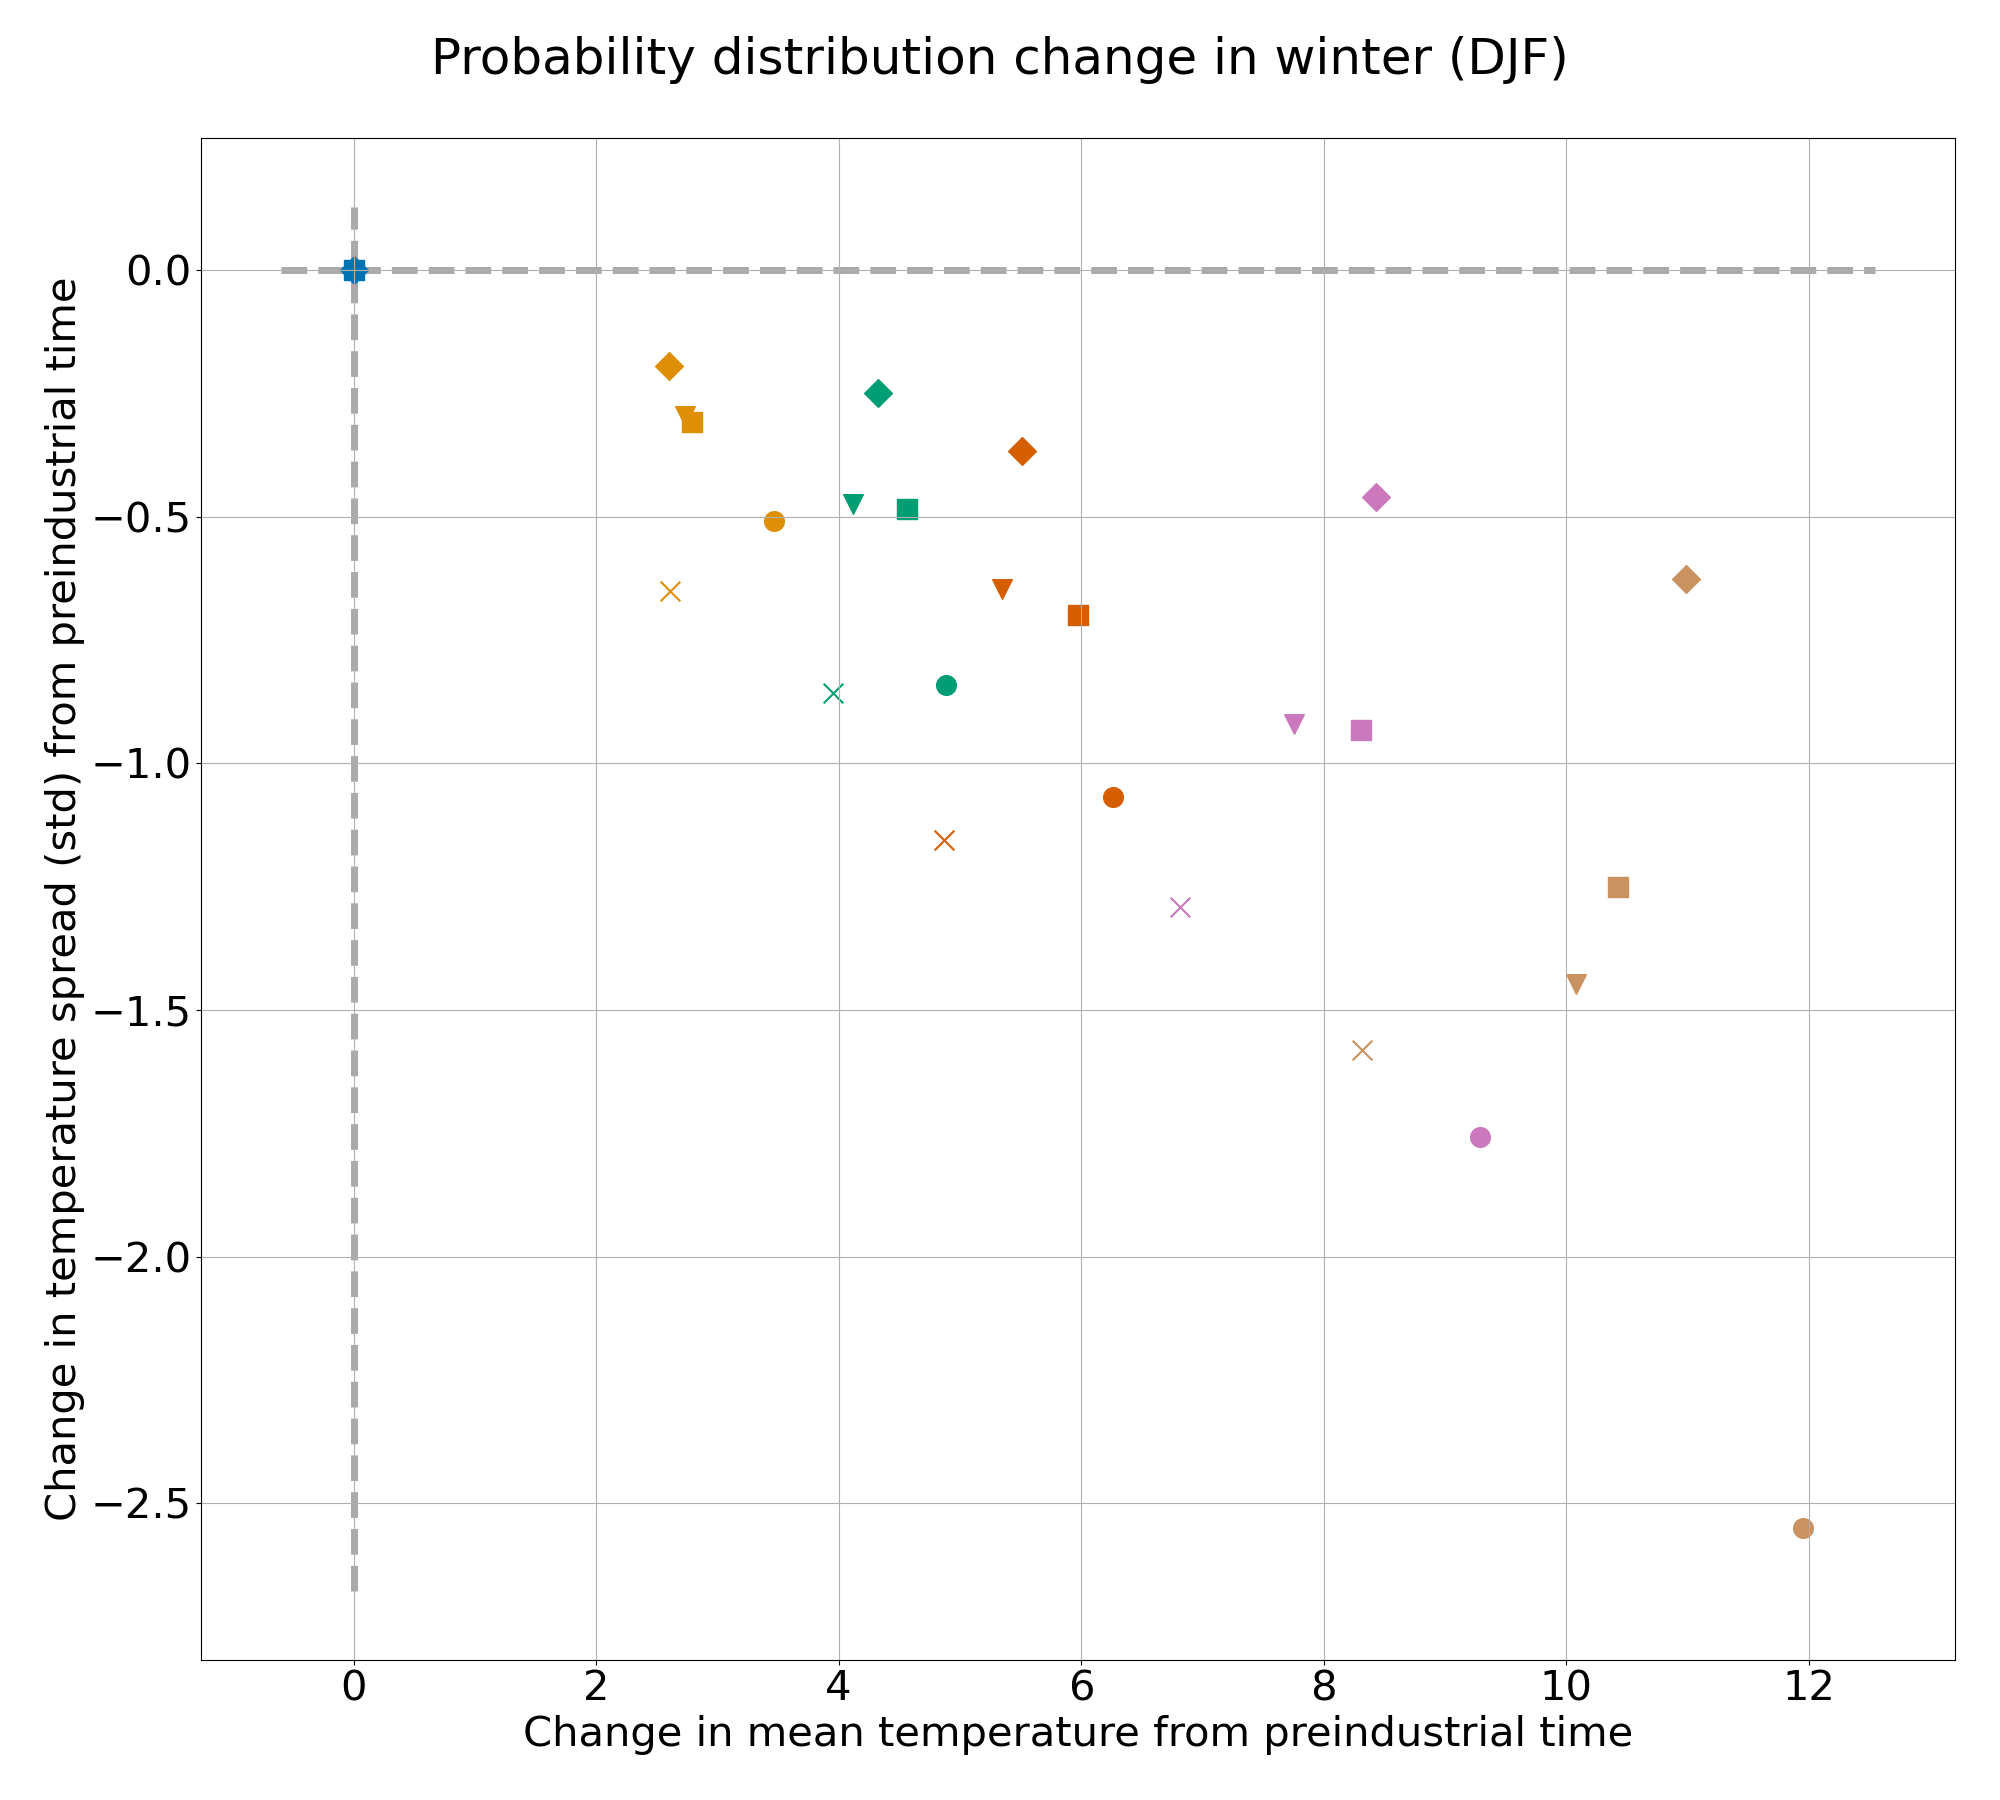 Probability distribution change in winter (DJF)
Change in temperature spread (std) from preindustrial time
0.0
−0.5
−1.0
−1.5
−2.0
−2.5
0 2 4 6 8 10 12
Change in mean temperature from preindustrial time